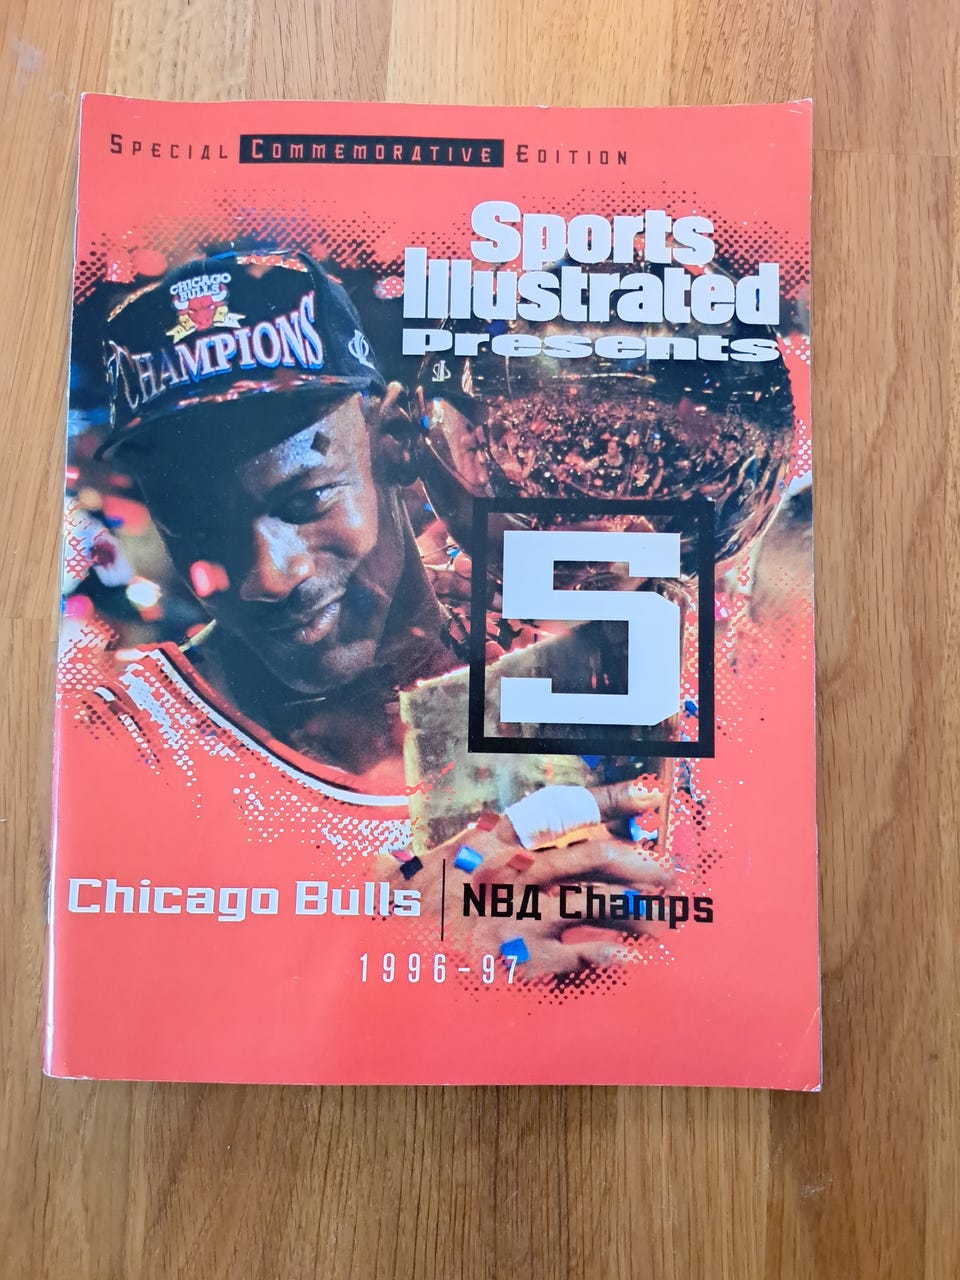 SPECIAL COMMEMORATIVE EDITION
Sports
Illustrated
Presents
CHICAGO
BULLS
CHAMPIONS
5
Chicago Bulls | NBA Champs
1996-97